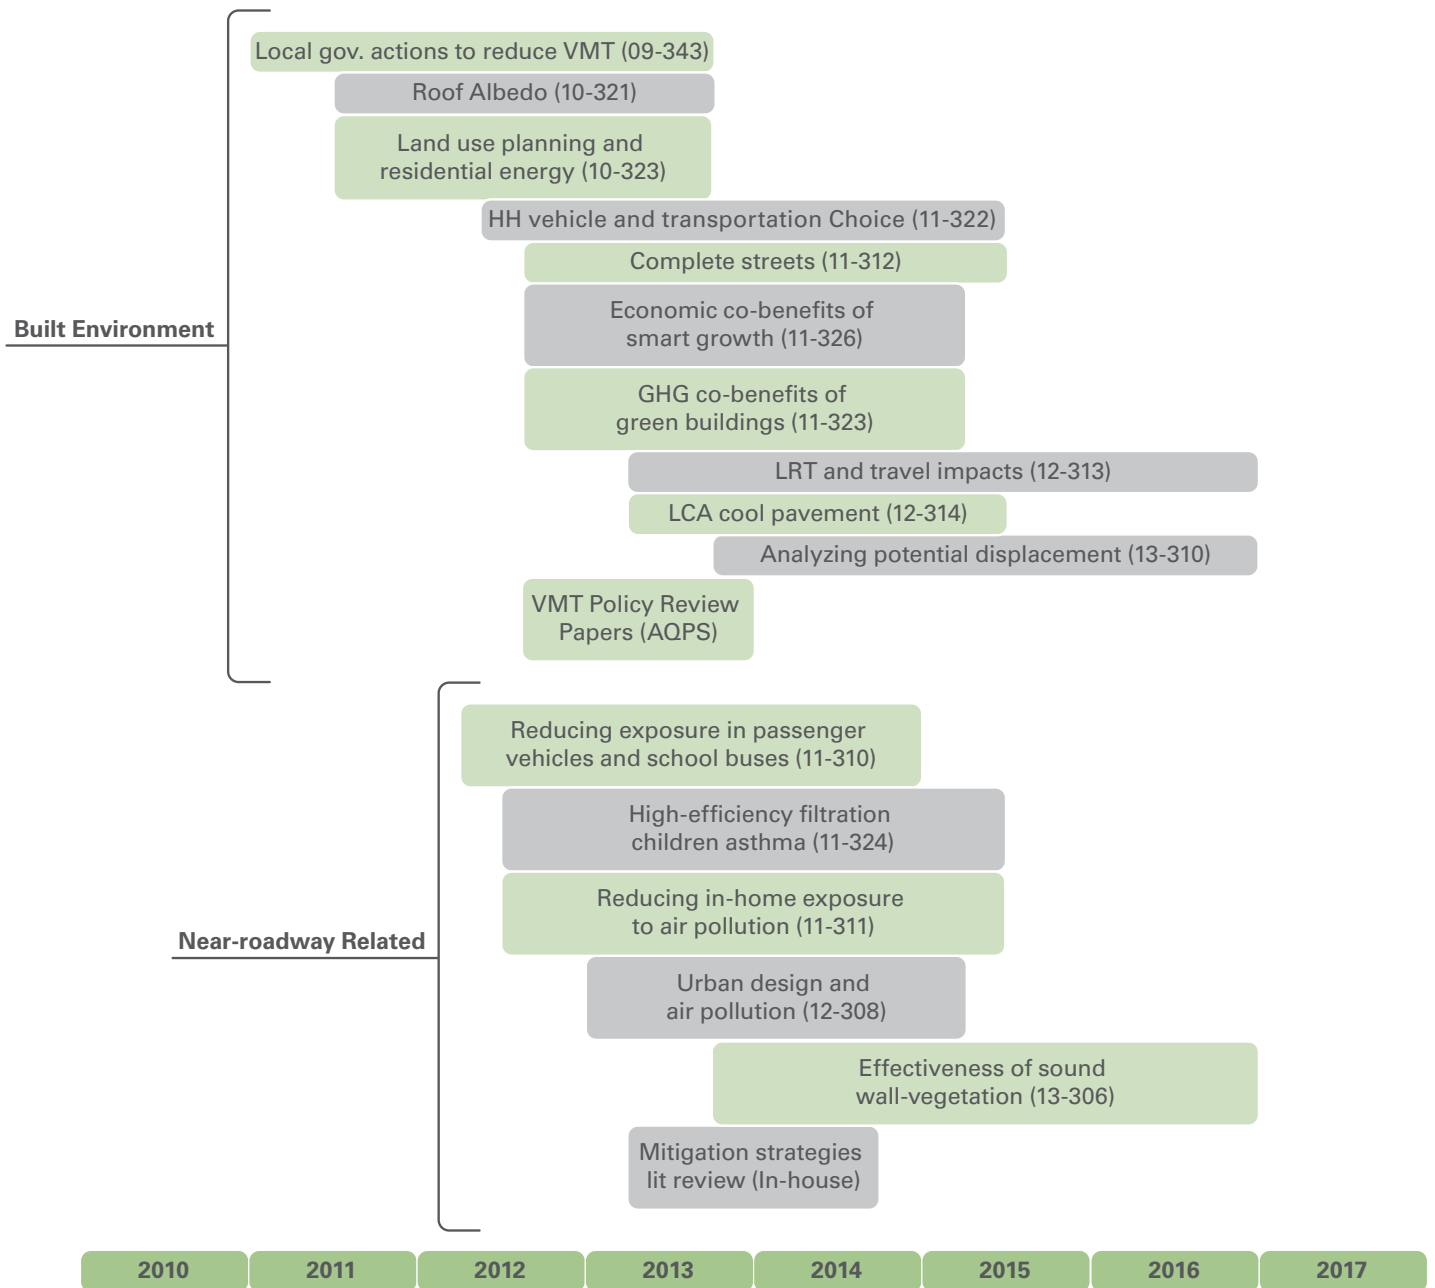 Local gov. actions to reduce VMT (09-343)
Roof Albedo (10-321)
Land use planning and
residential energy (10-323)
HH vehicle and transportation Choice (11-322)
Complete streets (11-312)
Economic co-benefits of
smart growth (11-326)
Built Environment
GHG co-benefits of
green buildings (11-323)
LRT and travel impacts (12-313)
LCA cool pavement (12-314)
Analyzing potential displacement (13-310)
VMT Policy Review
Papers (AQPS)
Reducing exposure in passenger
vehicles and school buses (11-310)
High-efficiency filtration
children asthma (11-324)
Reducing in-home exposure
to air pollution (11-311)
Near-roadway Related
Urban design and
air pollution (12-308)
Effectiveness of sound
wall-vegetation (13-306)
Mitigation strategies
lit review (In-house)
2010 2011 2012 2013 2014 2015 2016 2017